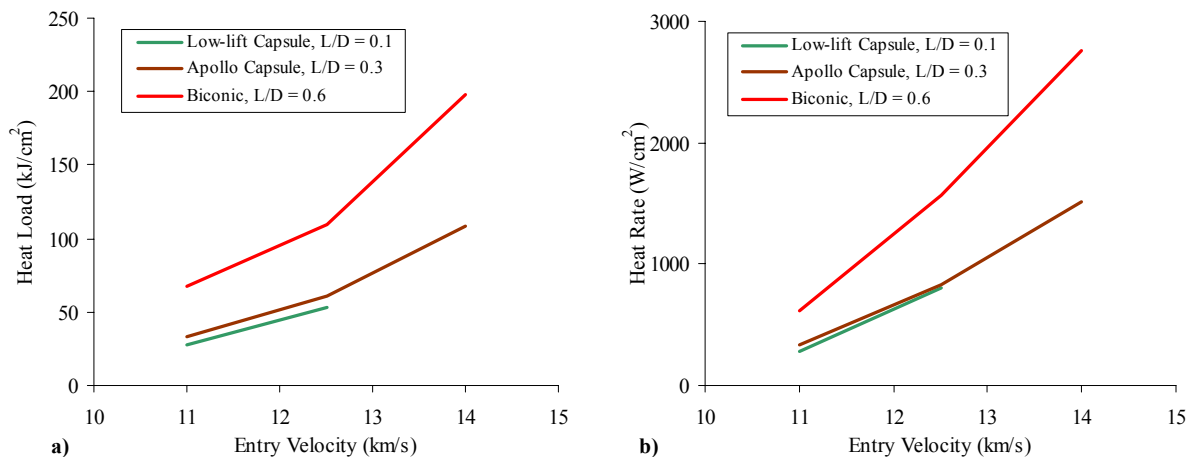 250
200
150
100
50
0
Heat Load (kJ/cm²)
Low-lift Capsule, L/D = 0.1
Apollo Capsule, L/D = 0.3
Biconic, L/D = 0.6
10 11 12 13 14 15
Entry Velocity (km/s)
a)
3000
2000
1000
0
Heat Rate (W/cm²)
Low-lift Capsule, L/D = 0.1
Apollo Capsule, L/D = 0.3
Biconic, L/D = 0.6
10 11 12 13 14 15
Entry Velocity (km/s)
b)